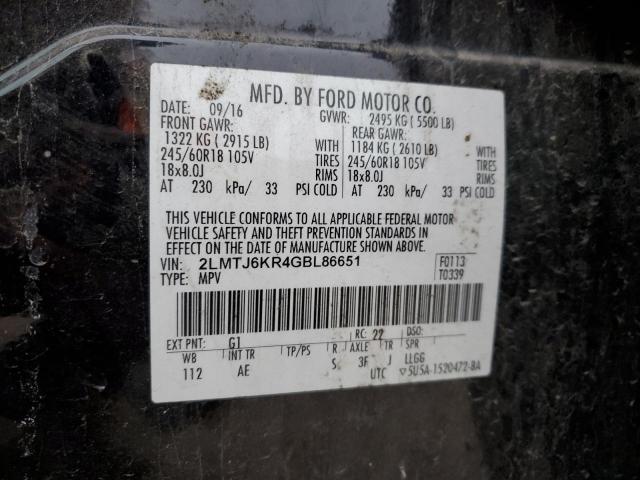 MFD. BY FORD MOTOR CO.
DATE: 09/16 GVWR: 2495 KG ( 5500 LB)
FRONT GAWR: REAR GAWR:
1322 KG ( 2915 LB) WITH 1184 KG ( 2610 LB) WITH
245/60R18 105V TIRES 245/60R18 105V TIRES
18x8.0J RIMS 18x8.0J RIMS
AT 230 kPa/ 33 PSI COLD AT 230 kPa/ 33 PSI COLD
THIS VEHICLE CONFORMS TO ALL APPLICABLE FEDERAL MOTOR
VEHICLE SAFETY AND THEFT PREVENTION STANDARDS IN
EFFECT ON THE DATE OF MANUFACTURE SHOWN ABOVE.
VIN: 2LMTJ6KR4GBL86651 F0113
TYPE: MPV T0339
EXT PNT: G1 RC: 22 DSO:
WB INT TR TP/PS R AXLE TR SPR
112 AE S 3F J LLGG
UTC ▽5U5A-1520472-BA